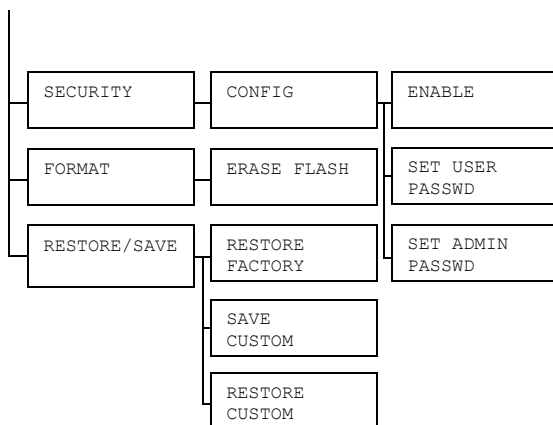 SECURITY
CONFIG
ENABLE
FORMAT
ERASE FLASH
SET USER
PASSWD
RESTORE/SAVE
RESTORE
FACTORY
SET ADMIN
PASSWD
SAVE
CUSTOM
RESTORE
CUSTOM